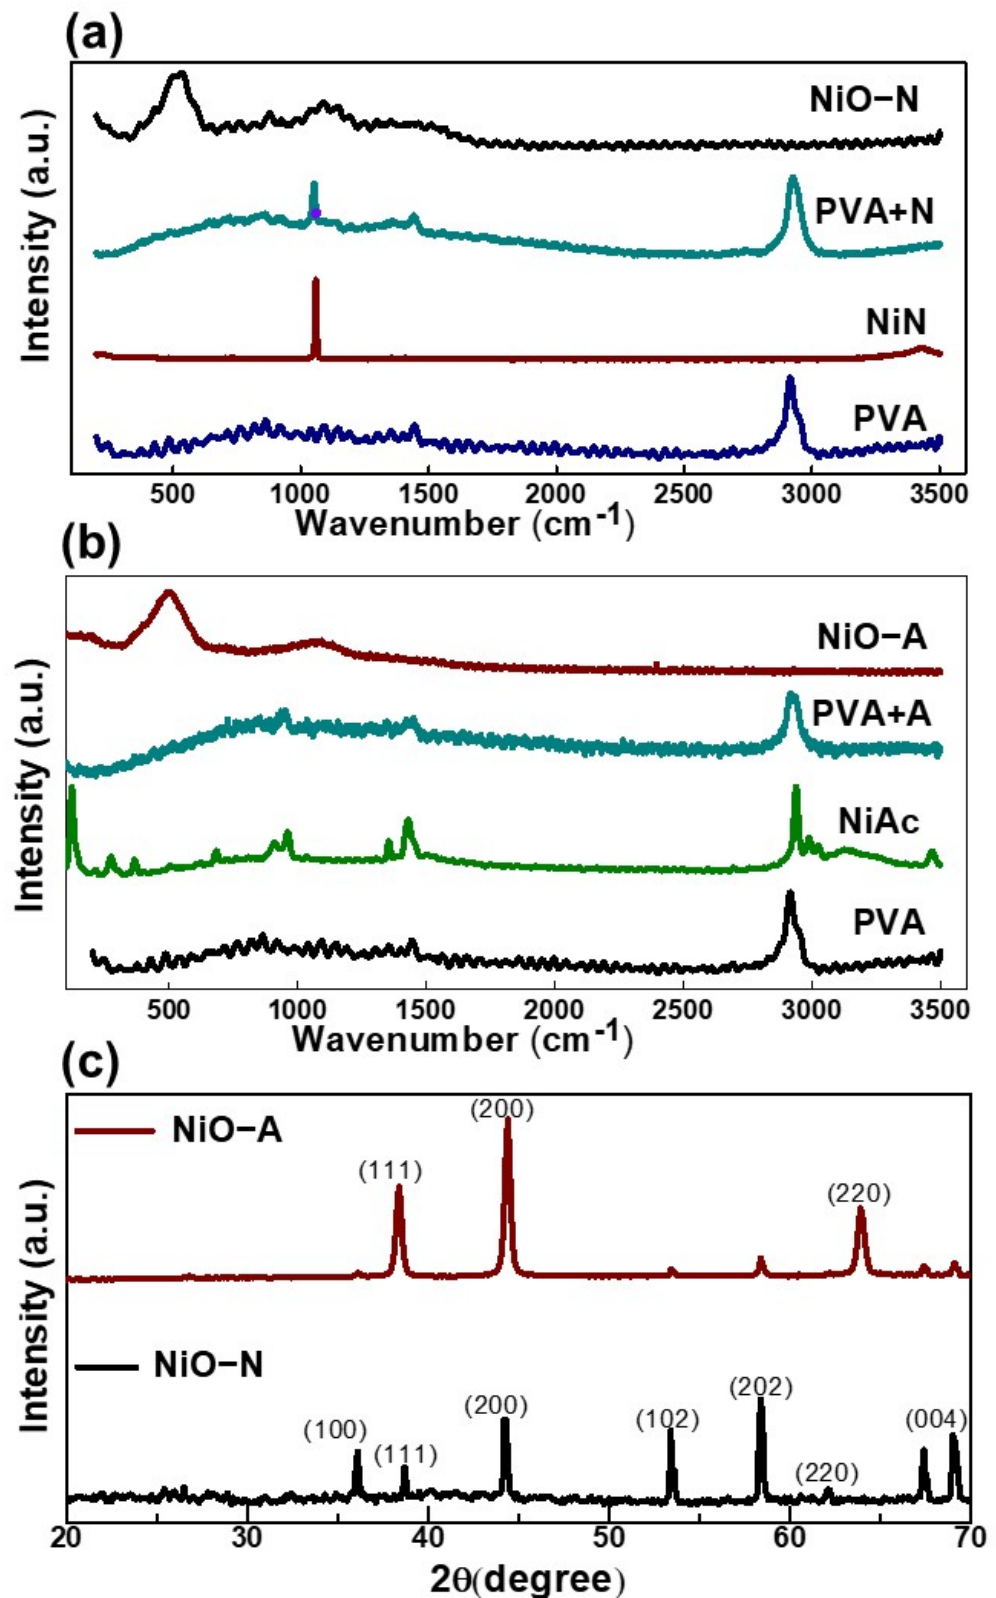 (a)
NiO−N
PVA+N
NiN
PVA
Intensity (a.u.)
500 1000 1500 2000 2500 3000 3500
Wavenumber (cm-1)
(b)
NiO−A
PVA+A
NiAc
PVA
Intensity (a.u.)
500 1000 1500 2000 2500 3000 3500
Wavenumber (cm-1)
(c)
NiO−A
(111)
(200)
(220)
NiO−N
(100)
(111)
(200)
(102)
(202)
(220)
(004)
Intensity (a.u.)
20 30 40 50 60 70
2θ(degree)